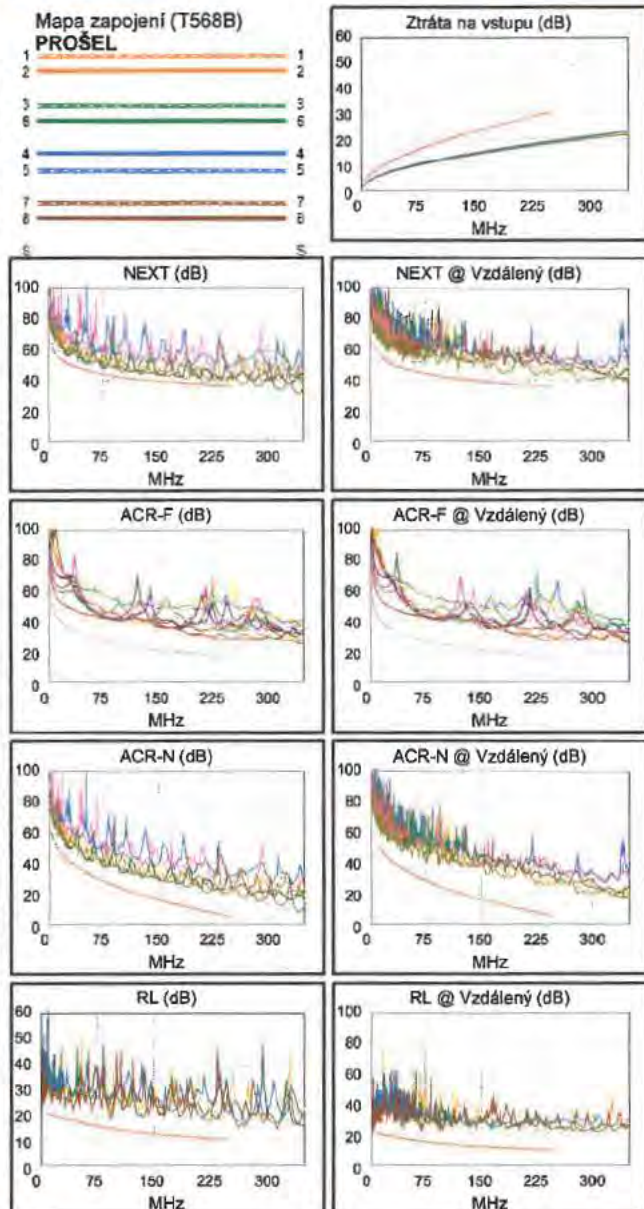 Mapa zapojení (T568B)
PROŠEL
1 1
2 2
3 3
6 6
4 4
5 5
7 7
8 8
S S
Ztráta na vstupu (dB)
60
50
40
30
20
10
0
0 75 150 225 300
MHz
NEXT (dB)
100
80
60
40
20
0
0 75 150 225 300
MHz
NEXT @ Vzdálený (dB)
100
80
60
40
20
0
0 75 150 225 300
MHz
ACR-F (dB)
100
80
60
40
20
0
0 75 150 225 300
MHz
ACR-F @ Vzdálený (dB)
100
80
60
40
20
0
0 75 150 225 300
MHz
ACR-N (dB)
100
80
60
40
20
0
0 75 150 225 300
MHz
ACR-N @ Vzdálený (dB)
100
80
60
40
20
0
0 75 150 225 300
MHz
RL (dB)
60
50
40
30
20
10
0
0 75 150 225 300
MHz
RL @ Vzdálený (dB)
100
80
60
40
20
0
0 75 150 225 300
MHz